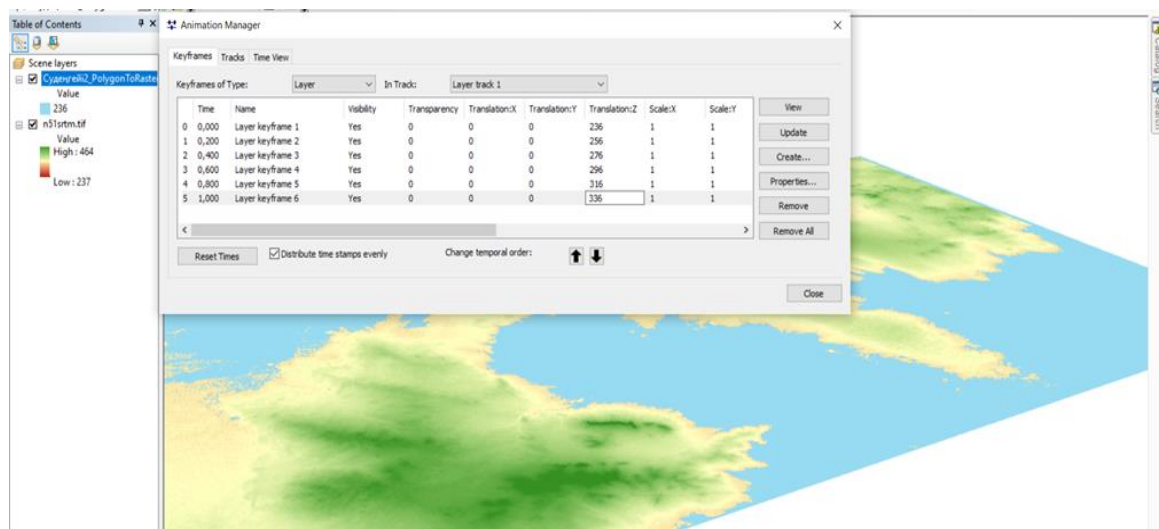 Table of Contents
Scene layers
Value
236
n51srtm.tif
Value
High : 464
Low : 237
Animation Manager
Keyframes Tracks Time View
Keyframes of Type: Layer In Track: Layer track 1
Time Name Visibility Transparency Translation:X Translation:Y Translation:Z Scale:X Scale:Y
0 0,000 Layer keyframe 1 Yes 0 0 0 236 1 1
1 0,200 Layer keyframe 2 Yes 0 0 0 256 1 1
2 0,400 Layer keyframe 3 Yes 0 0 0 276 1 1
3 0,600 Layer keyframe 4 Yes 0 0 0 296 1 1
4 0,800 Layer keyframe 5 Yes 0 0 0 316 1 1
5 1,000 Layer keyframe 6 Yes 0 0 0 336 1 1
View
Update
Create...
Properties...
Remove
Remove All
Reset Times Distribute time stamps evenly Change temporal order:
Close
Catalog
Search